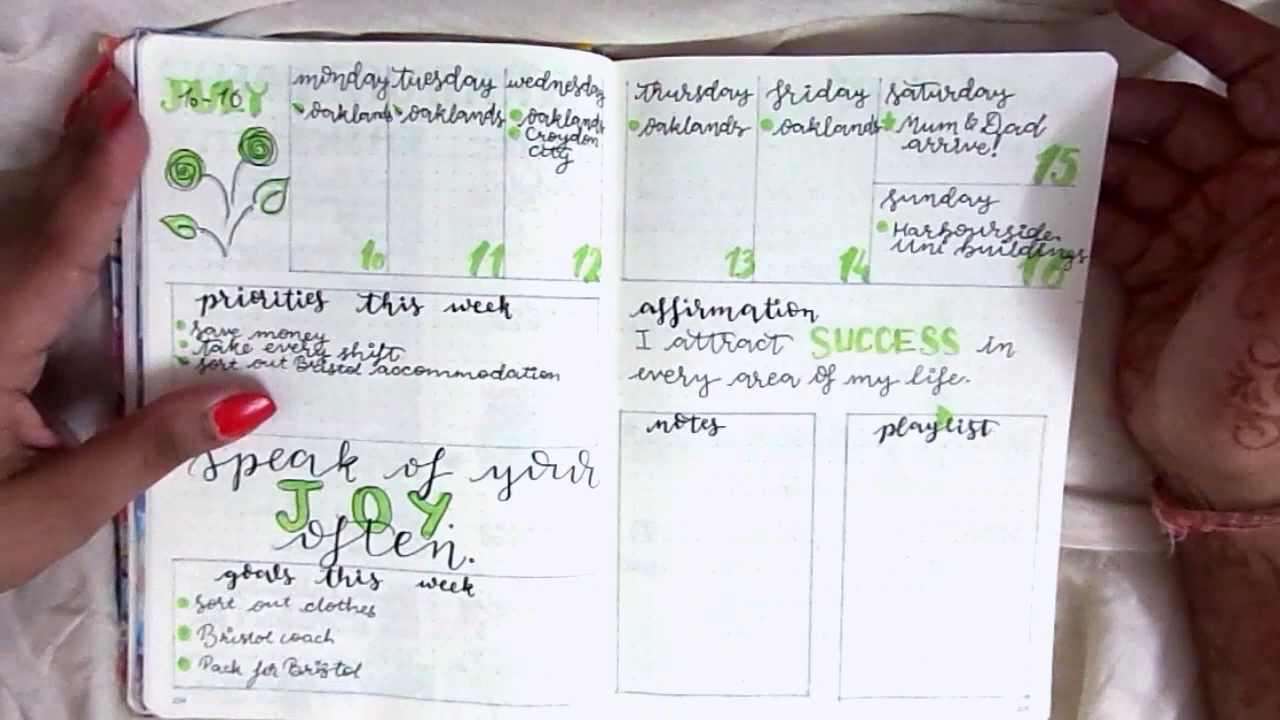 JULY
10-16
monday
oaklands
10
tuesday
oaklands
11
wednesday
oaklands
Croydon
city
12
priorities this week
save money
take every shift
sort out Bristol accommodation
speak of your
JOY
often.
goals this week
sort out clothes
Bristol coach
Pack for Bristol
thursday
oaklands
13
friday
oaklands
14
saturday
Mum & Dad
arrive!
15
sunday
Harbourside,
Uni buildings
16
affirmation
I attract SUCCESS in
every area of my life.
notes
playlist